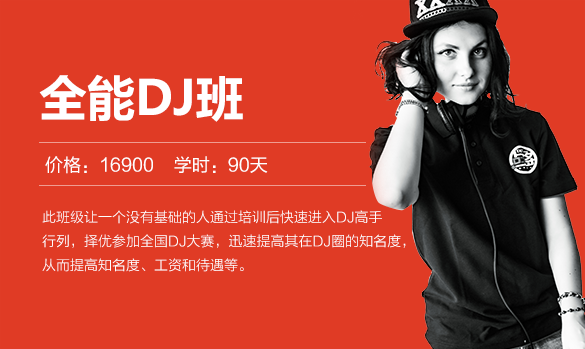 全能DJ班
价格：16900 学时：90天
此班级让一个没有基础的人通过培训后快速进入DJ高手
行列，择优参加全国DJ大赛，迅速提高其在DJ圈的知名度，
从而提高知名度、工资和待遇等。